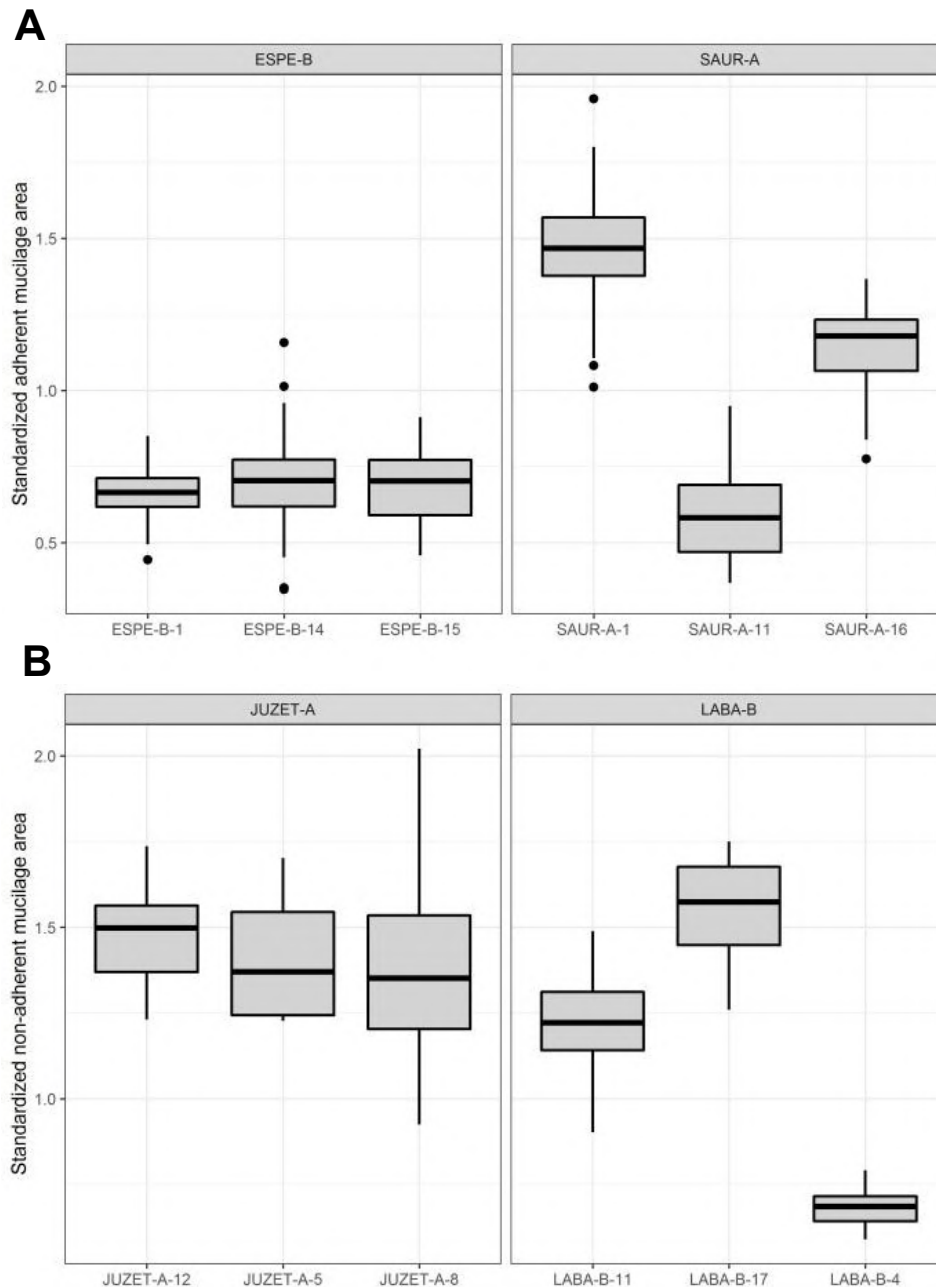 A
ESPE-B SAUR-A
Standardized adherent mucilage area
2.0
1.5
1.0
0.5
ESPE-B-1 ESPE-B-14 ESPE-B-15 SAUR-A-1 SAUR-A-11 SAUR-A-16
B
JUZET-A LABA-B
Standardized non-adherent mucilage area
2.0
1.5
1.0
JUZET-A-12 JUZET-A-5 JUZET-A-8 LABA-B-11 LABA-B-17 LABA-B-4